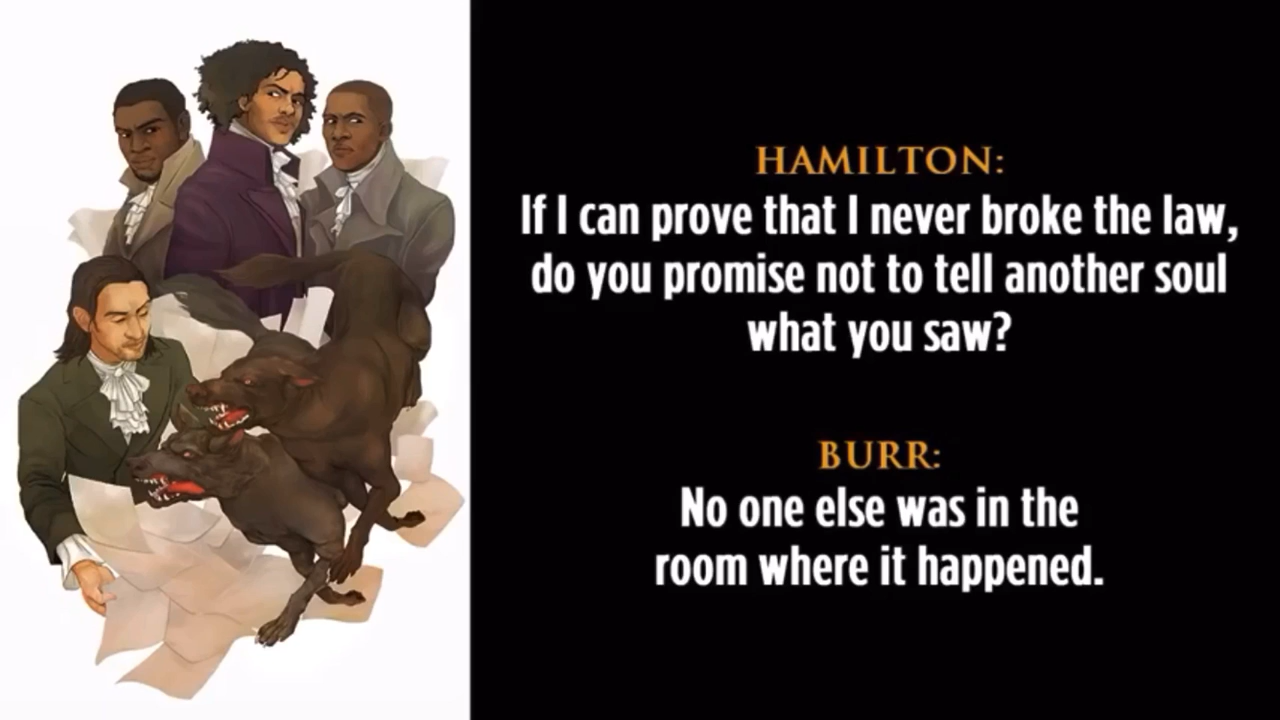 HAMILTON:
If I can prove that I never broke the law,
do you promise not to tell another soul
what you saw?
BURR:
No one else was in the
room where it happened.